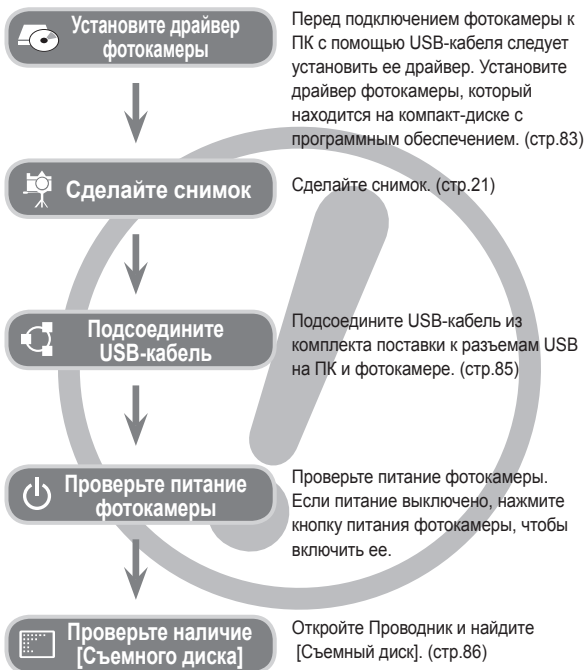 Установите драйвер
фотокамеры
Перед подключением фотокамеры к
ПК с помощью USB-кабеля следует
установить ее драйвер. Установите
драйвер фотокамеры, который
находится на компакт-диске с
программным обеспечением. (стр.83)
Сделайте снимок
Сделайте снимок. (стр.21)
Подсоедините
USB-кабель
Подсоедините USB-кабель из
комплекта поставки к разъемам USB
на ПК и фотокамере. (стр.85)
Проверьте питание
фотокамеры
Проверьте питание фотокамеры.
Если питание выключено, нажмите
кнопку питания фотокамеры, чтобы
включить ее.
Проверьте наличие
[Съемного диска]
Откройте Проводник и найдите
[Съемный диск]. (стр.86)